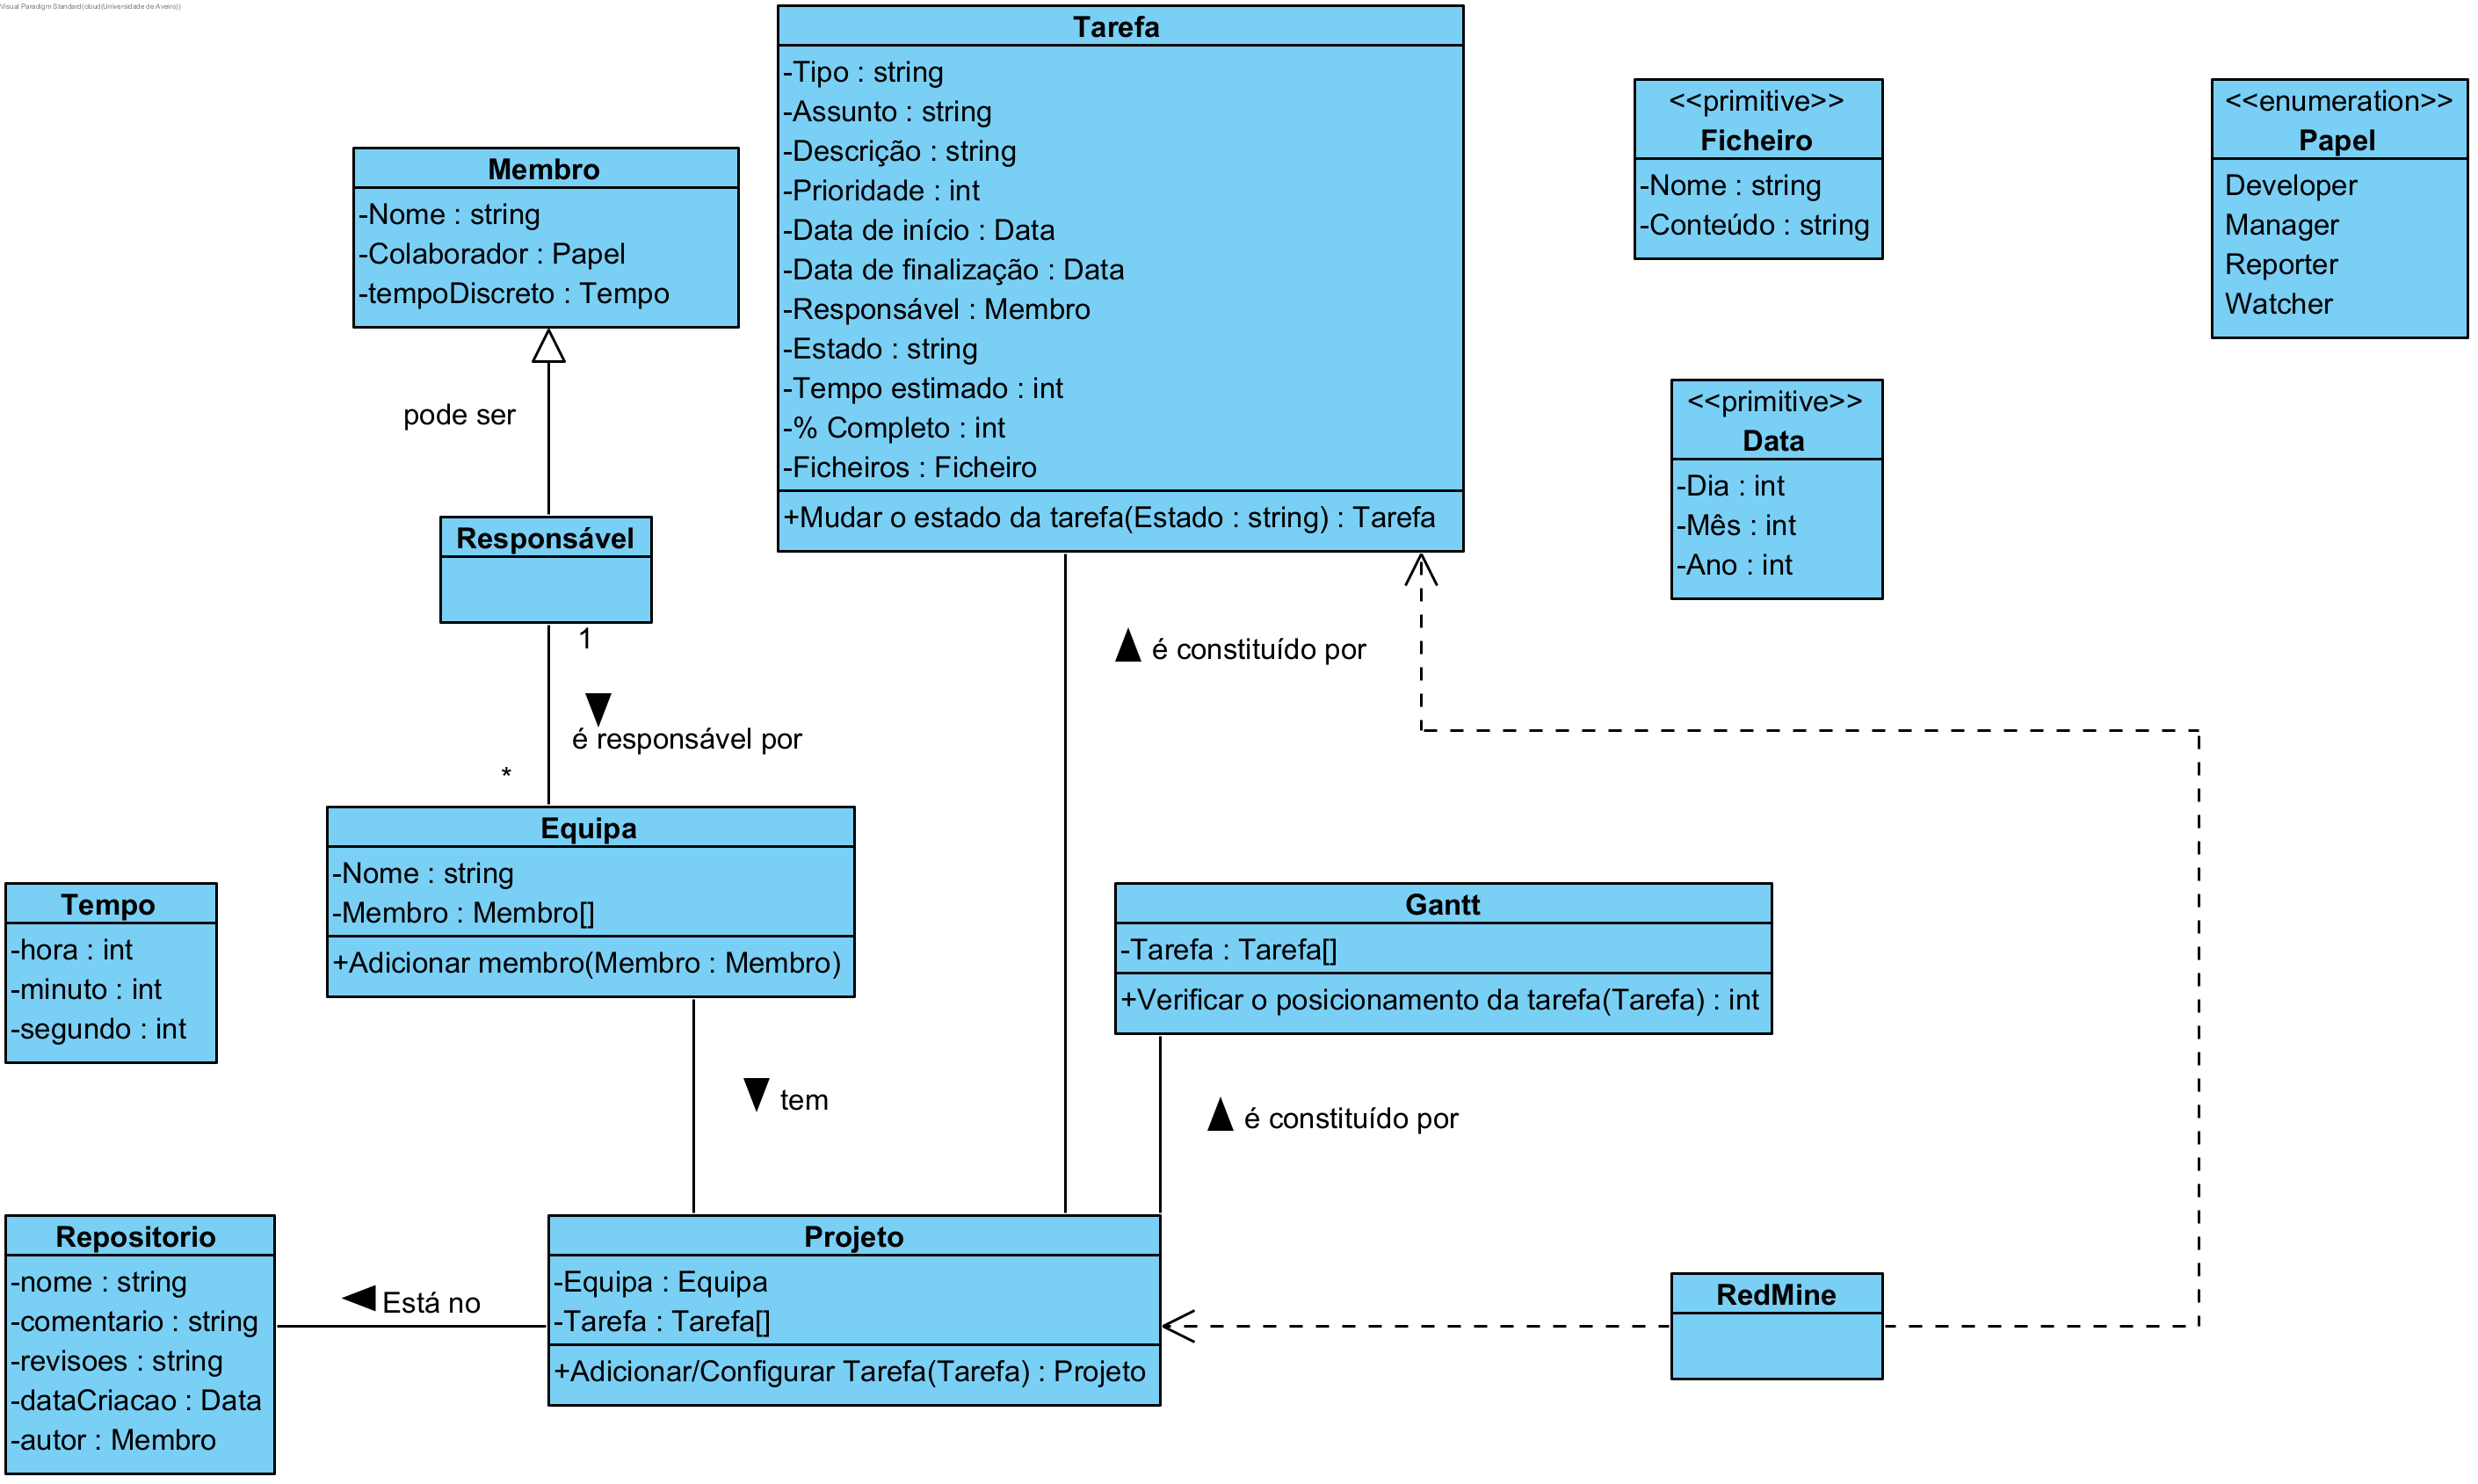 Visual Paradigm Standard(cloud(Universidade de Aveiro))
Tarefa
-Tipo : string
-Assunto : string
-Descrição : string
-Prioridade : int
-Data de início : Data
-Data de finalização : Data
-Responsável : Membro
-Estado : string
-Tempo estimado : int
-% Completo : int
-Ficheiros : Ficheiro
+Mudar o estado da tarefa(Estado : string) : Tarefa
<<primitive>>
Ficheiro
-Nome : string
-Conteúdo : string
<<enumeration>>
Papel
Developer
Manager
Reporter
Watcher
Membro
-Nome : string
-Colaborador : Papel
-tempoDiscreto : Tempo
<<primitive>>
Data
-Dia : int
-Mês : int
-Ano : int
pode ser
Responsável
1
é responsável por
*
é constituído por
Equipa
-Nome : string
-Membro : Membro[]
+Adicionar membro(Membro : Membro)
Tempo
-hora : int
-minuto : int
-segundo : int
Gantt
-Tarefa : Tarefa[]
+Verificar o posicionamento da tarefa(Tarefa) : int
tem
é constituído por
Repositorio
-nome : string
-comentario : string
-revisoes : string
-dataCriacao : Data
-autor : Membro
Está no
Projeto
-Equipa : Equipa
-Tarefa : Tarefa[]
+Adicionar/Configurar Tarefa(Tarefa) : Projeto
RedMine